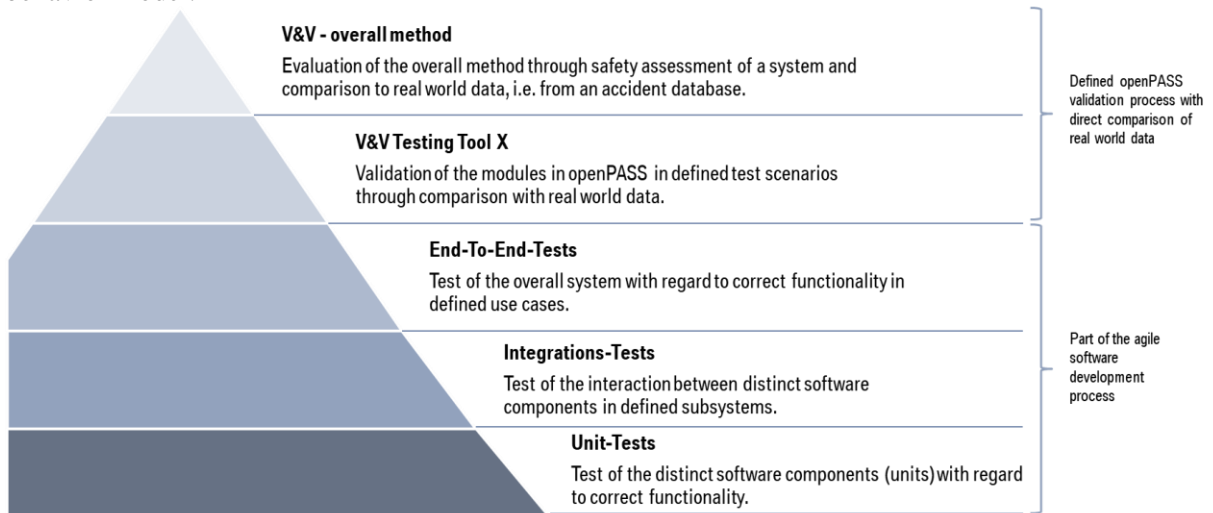 V&V - overall method
Evaluation of the overall method through safety assessment of a system and
comparison to real world data, i.e. from an accident database.
Defined openPASS
validation process with
direct comparison of
real world data
V&V Testing Tool X
Validation of the modules in openPASS in defined test scenarios
through comparison with real world data.
End-To-End-Tests
Test of the overall system with regard to correct functionality in
defined use cases.
Integrations-Tests
Test of the interaction between distinct software
components in defined subsystems.
Part of the agile
software
development
process
Unit-Tests
Test of the distinct software components (units) with regard
to correct functionality.